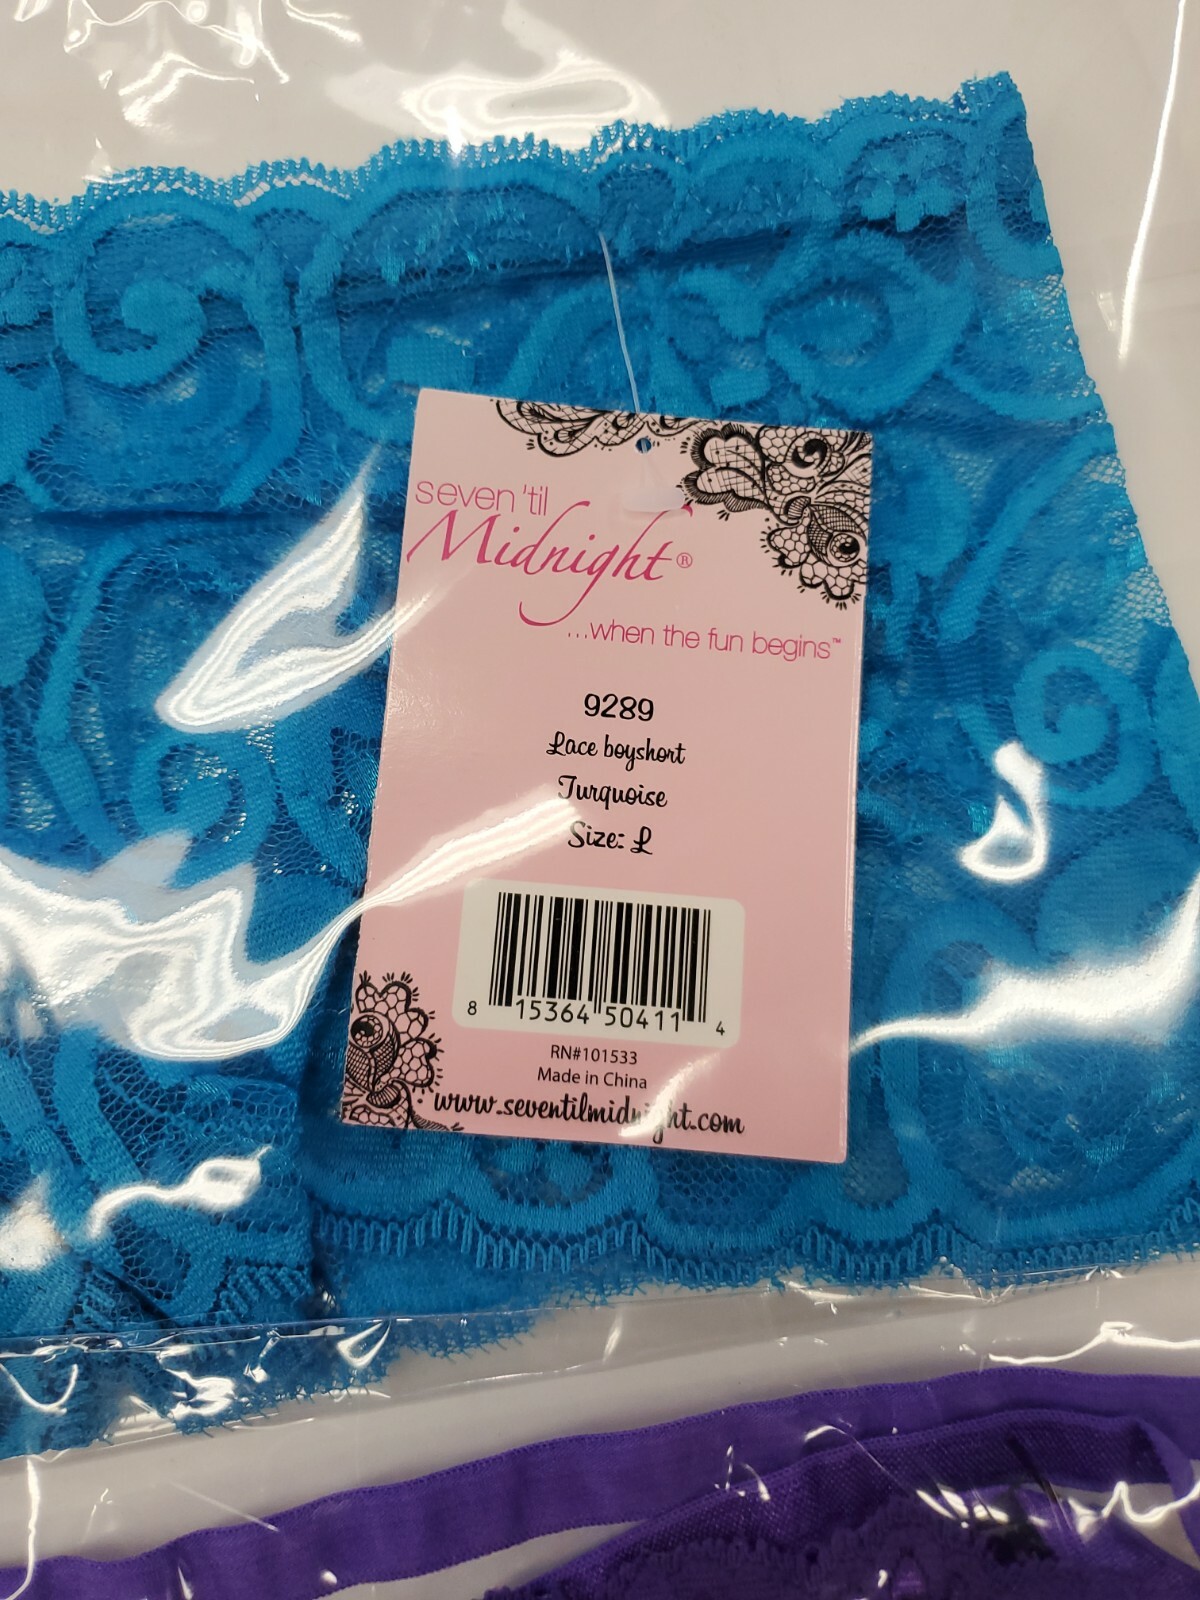 seven 'til
Midnight®
...when the fun begins™
9289
Lace boyshort
Turquoise
Size: L
8 15364 50411 4
RN#101533
Made in China
www.seventilmidnight.com